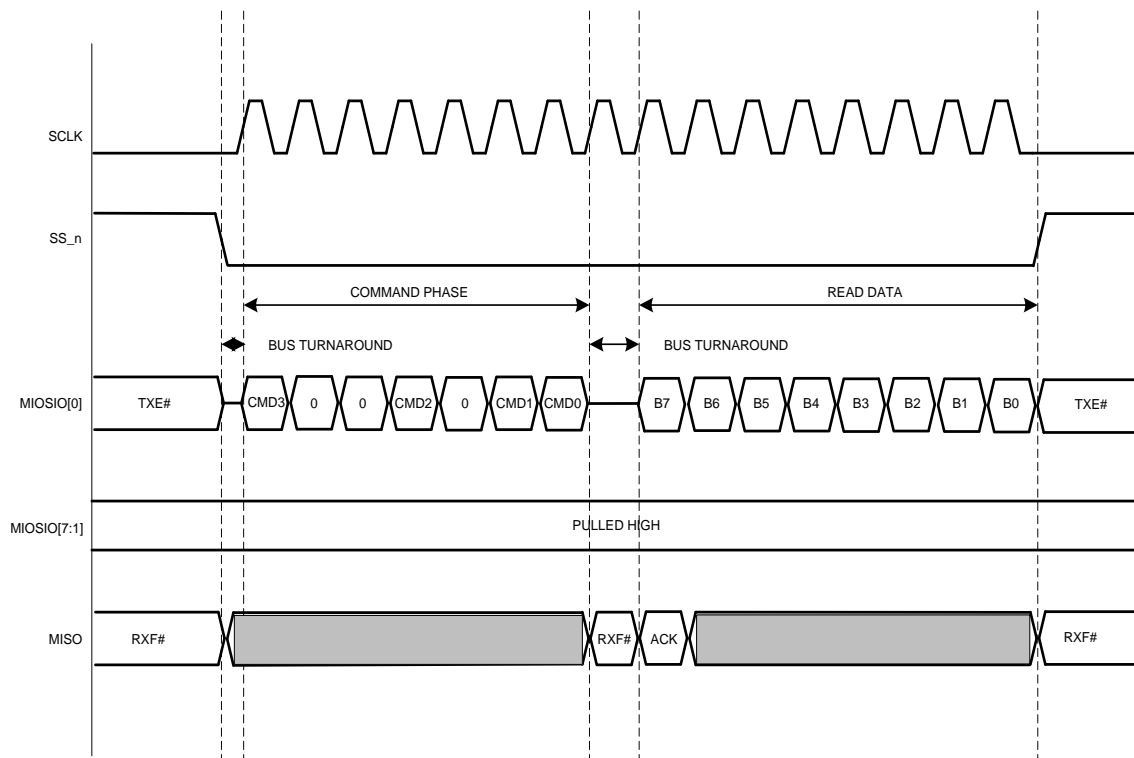 SCLK
SS_n
COMMAND PHASE READ DATA
BUS TURNAROUND BUS TURNAROUND
MIOSIO[0] TXE# CMD3 0 0 CMD2 0 CMD1 CMD0 B7 B6 B5 B4 B3 B2 B1 B0 TXE#
MIOSIO[7:1] PULLED HIGH
MISO RXF# RXF# ACK RXF#